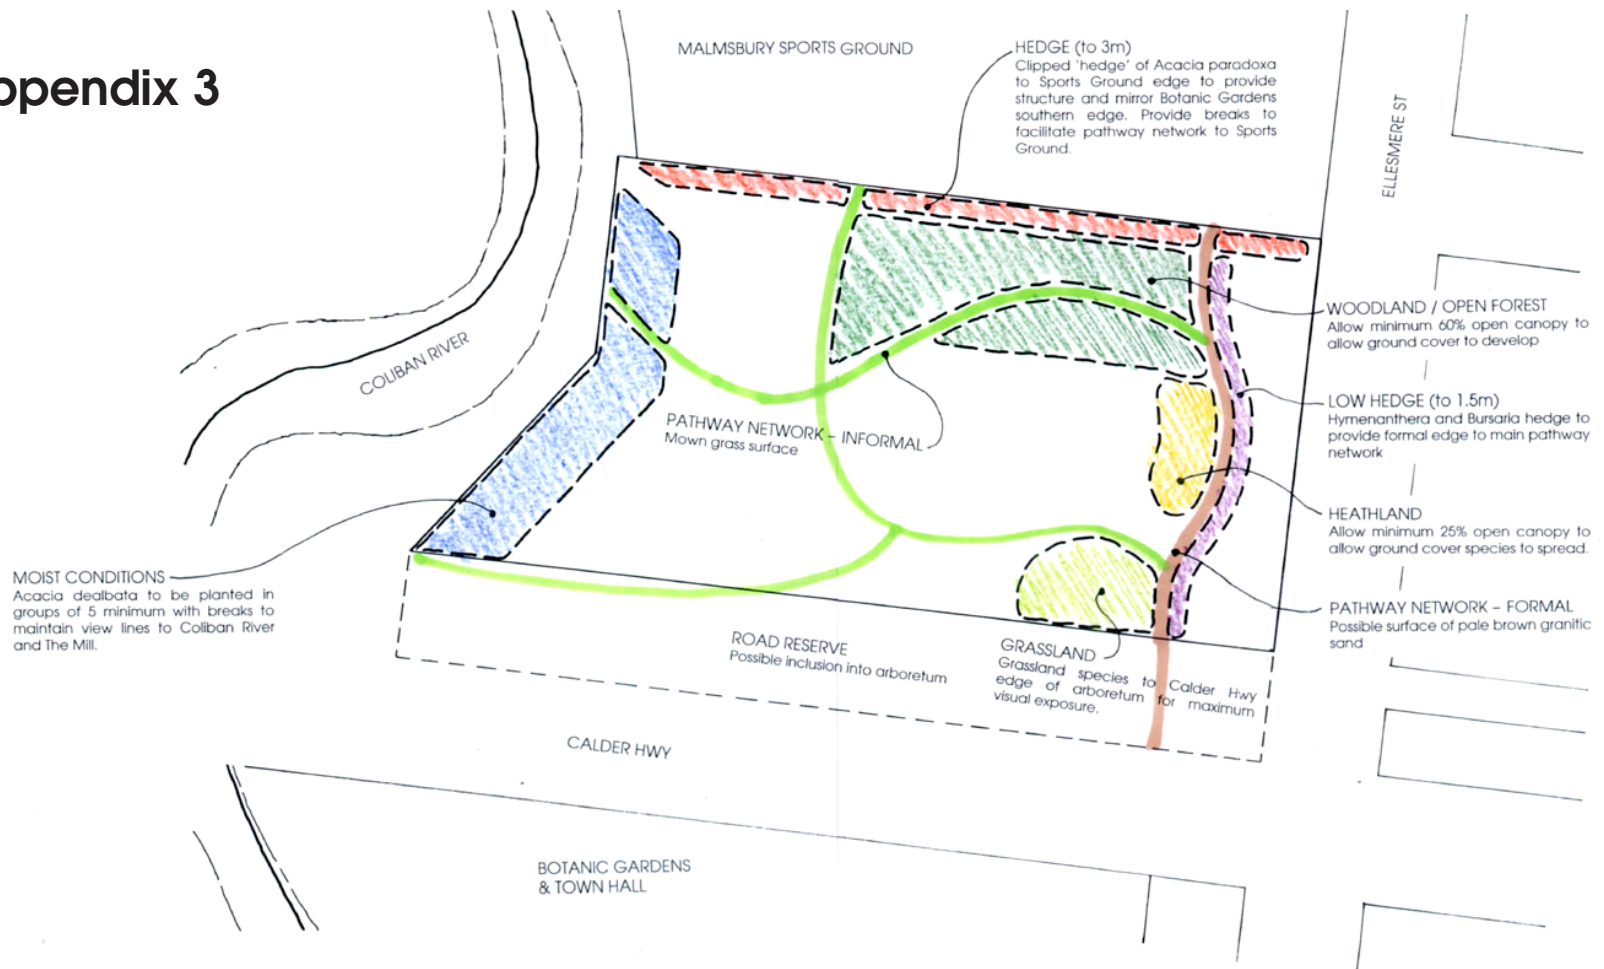 ppendix 3
MALMSBURY SPORTS GROUND
HEDGE (to 3m)
Clipped 'hedge' of Acacia paradoxa
to Sports Ground edge to provide
structure and mirror Botanic Gardens
southern edge. Provide breaks to
facilitate pathway network to Sports
Ground.
ELLESMERE ST
WOODLAND / OPEN FOREST
Allow minimum 60% open canopy to
allow ground cover to develop
COLIBAN RIVER
LOW HEDGE (to 1.5m)
Hymenanthera and Bursaria hedge to
provide formal edge to main pathway
network
PATHWAY NETWORK – INFORMAL
Mown grass surface
HEATHLAND
Allow minimum 25% open canopy to
allow ground cover species to spread.
MOIST CONDITIONS
Acacia dealbata to be planted in
groups of 5 minimum with breaks to
maintain view lines to Coliban River
and The Mill.
PATHWAY NETWORK – FORMAL
Possible surface of pale brown granitic
sand
ROAD RESERVE
Possible inclusion into arboretum
GRASSLAND
Grassland species to Calder Hwy
edge of arboretum for maximum
visual exposure.
CALDER HWY
BOTANIC GARDENS
& TOWN HALL